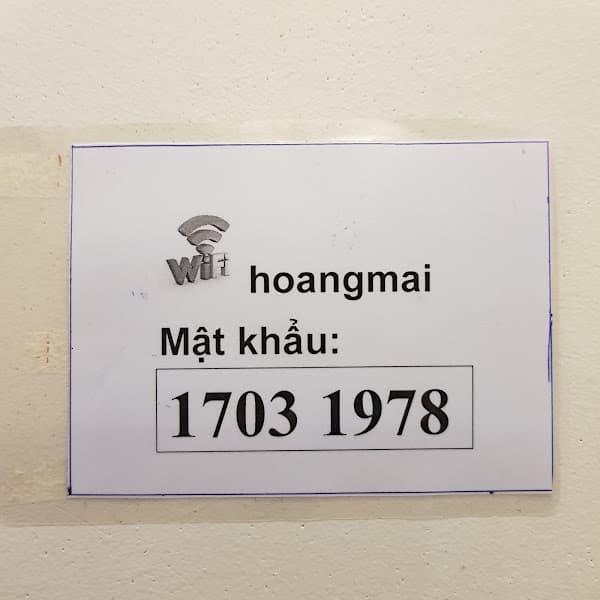 WiFi hoangmai
Mật khẩu:
1703 1978